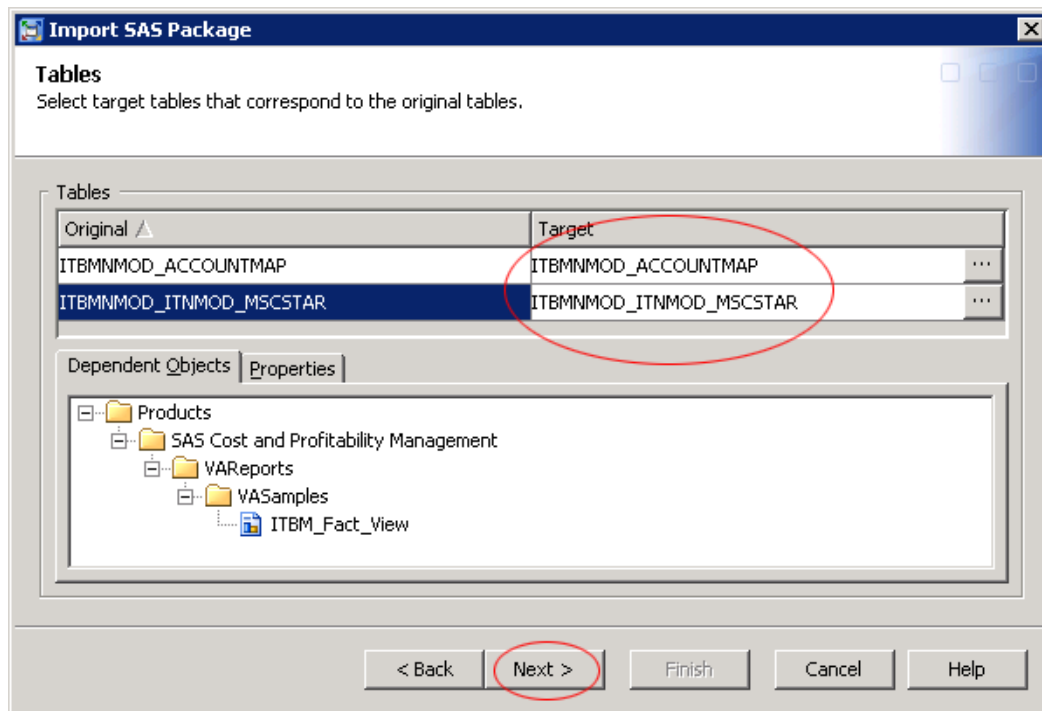 Import SAS Package
Tables
Select target tables that correspond to the original tables.
Tables
Original Target
ITBMNMOD_ACCOUNTMAP ITBMNMOD_ACCOUNTMAP ...
ITBMNMOD_ITNMOD_MSCSTAR ITBMNMOD_ITNMOD_MSCSTAR ...
Dependent Objects Properties
Products
SAS Cost and Profitability Management
VAReports
VASamples
ITBM_Fact_View
< Back Next > Finish Cancel Help